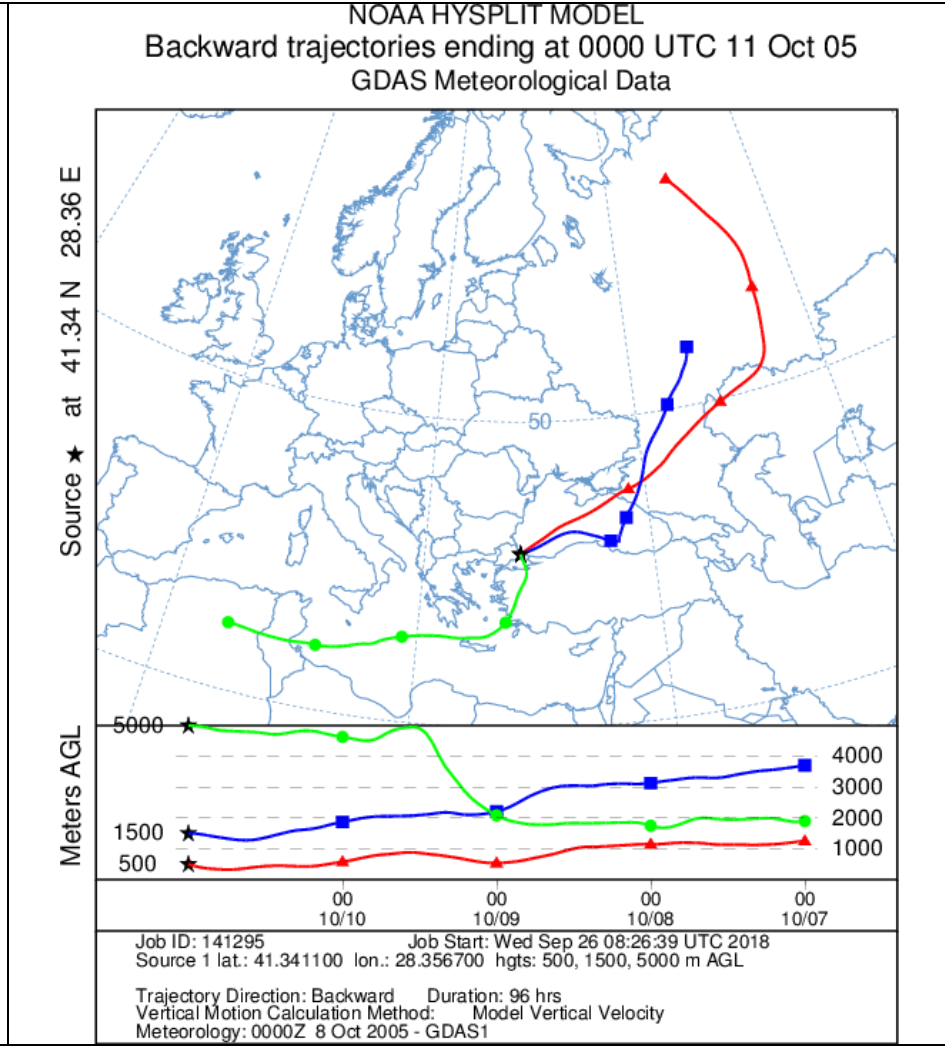 NOAA HYSPLIT MODEL
Backward trajectories ending at 0000 UTC 11 Oct 05
GDAS Meteorological Data
Source ★ at 41.34 N 28.36 E
50
Meters AGL
5000
1500
500
4000
3000
2000
1000
00 00 00 00
10/10 10/09 10/08 10/07
Job ID: 141295 Job Start: Wed Sep 26 08:26:39 UTC 2018
Source 1 lat.: 41.341100 lon.: 28.356700 hgts: 500, 1500, 5000 m AGL
Trajectory Direction: Backward Duration: 96 hrs
Vertical Motion Calculation Method: Model Vertical Velocity
Meteorology: 0000Z 8 Oct 2005 - GDAS1